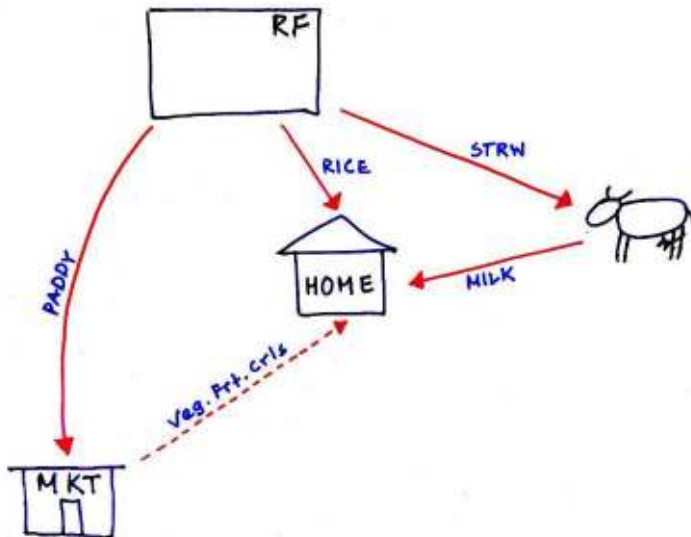 RF
RICE
STRW
PADDY
HOME
MILK
Veg. Frt. Crls
MKT